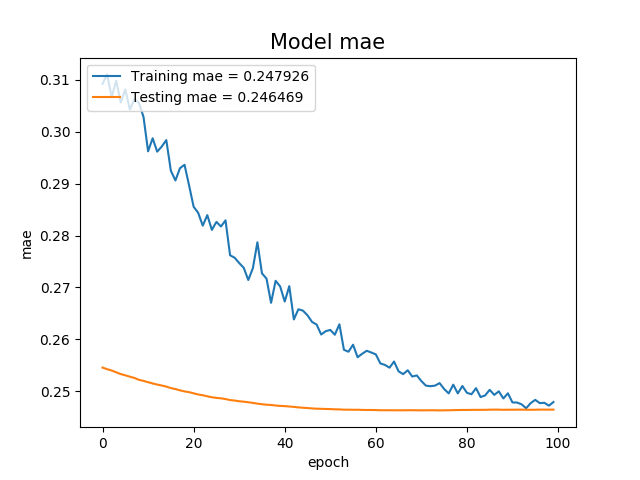 Model mae
Training mae = 0.247926
Testing mae = 0.246469
0.31
0.30
0.29
0.28
0.27
0.26
0.25
mae
0
20
40
60
80
100
epoch